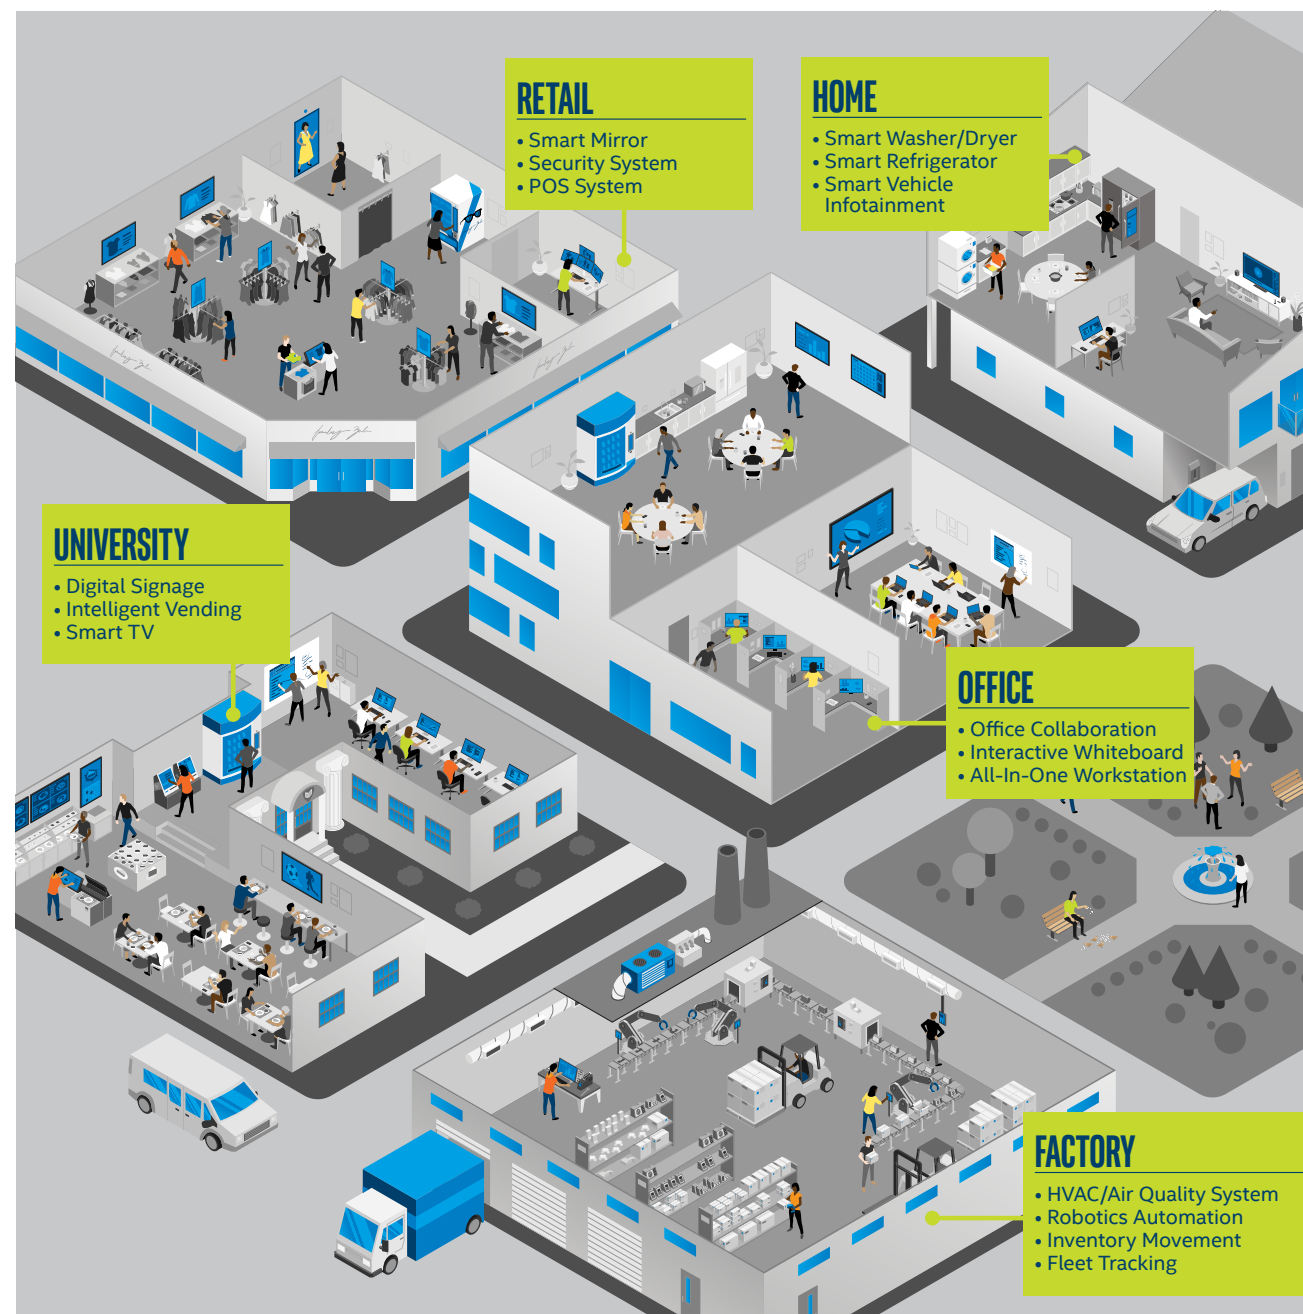 RETAIL
• Smart Mirror
• Security System
• POS System
HOME
• Smart Washer/Dryer
• Smart Refrigerator
• Smart Vehicle
Infotainment
UNIVERSITY
• Digital Signage
• Intelligent Vending
• Smart TV
OFFICE
• Office Collaboration
• Interactive Whiteboard
• All-In-One Workstation
FACTORY
• HVAC/Air Quality System
• Robotics Automation
• Inventory Movement
• Fleet Tracking